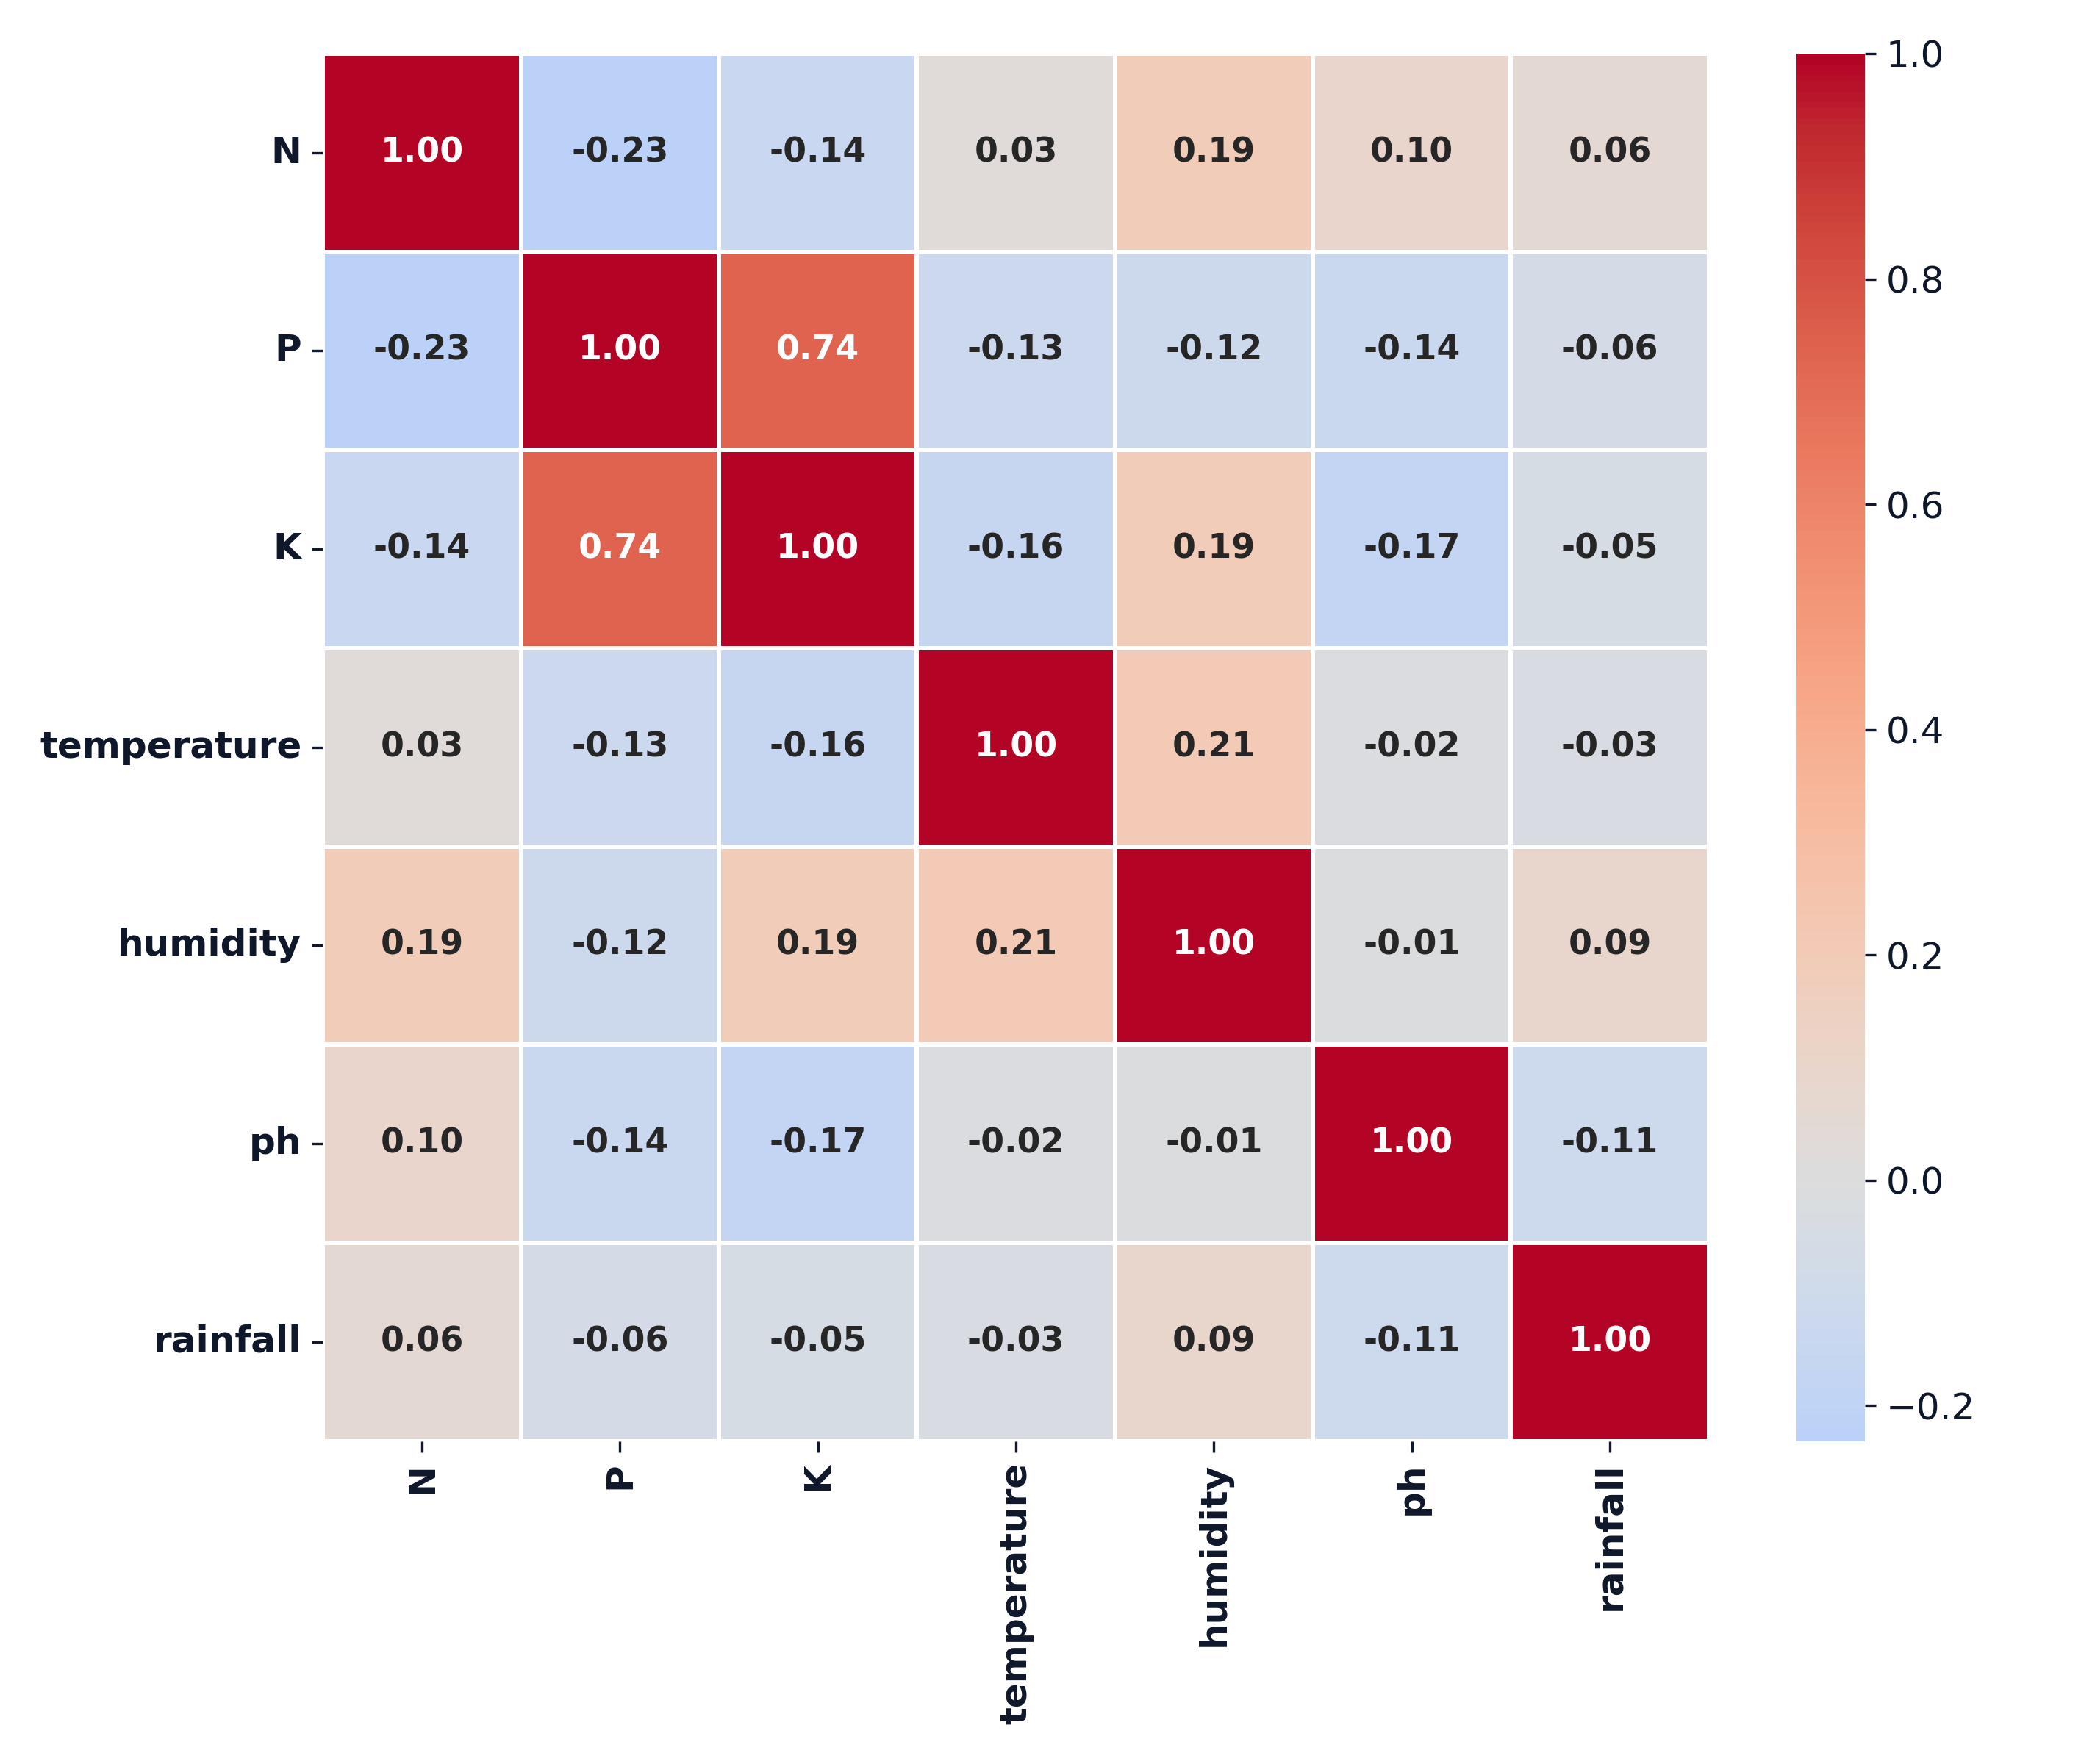 1.0
N 1.00 -0.23 -0.14 0.03 0.19 0.10 0.06
0.8
P -0.23 1.00 0.74 -0.13 -0.12 -0.14 -0.06
0.6
K -0.14 0.74 1.00 -0.16 0.19 -0.17 -0.05
0.4
temperature 0.03 -0.13 -0.16 1.00 0.21 -0.02 -0.03
humidity 0.19 -0.12 0.19 0.21 1.00 -0.01 0.09
0.2
ph 0.10 -0.14 -0.17 -0.02 -0.01 1.00 -0.11
0.0
rainfall 0.06 -0.06 -0.05 -0.03 0.09 -0.11 1.00
−0.2
N P K temperature humidity ph rainfall